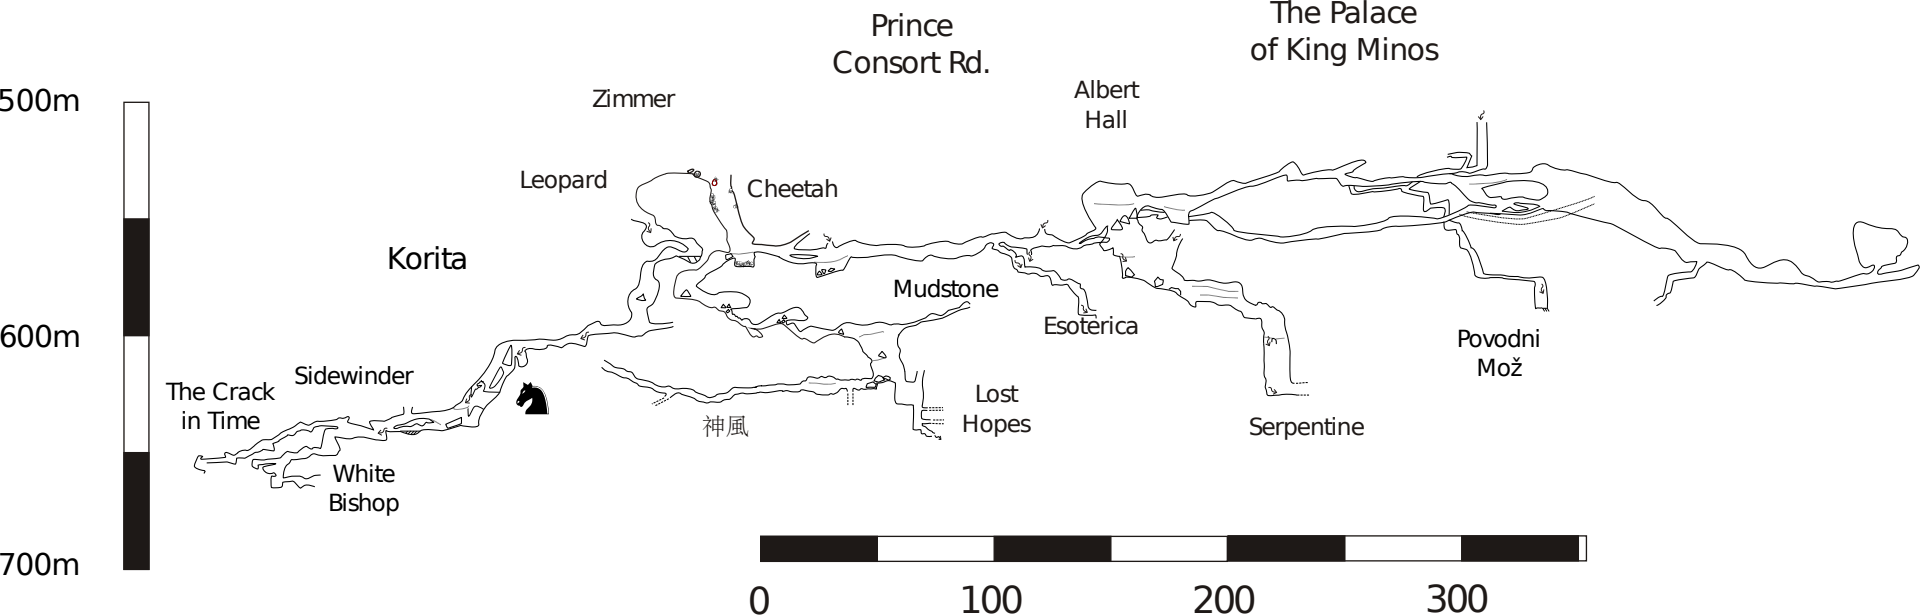 The Palace
of King Minos
Prince
Consort Rd.
500m
Zimmer
Albert
Hall
Leopard
Cheetah
Korita
Mudstone
Esoterica
600m
Povodni
Mož
Sidewinder
The Crack
in Time
Lost
Hopes
神風
Serpentine
White
Bishop
700m
0
100
200
300